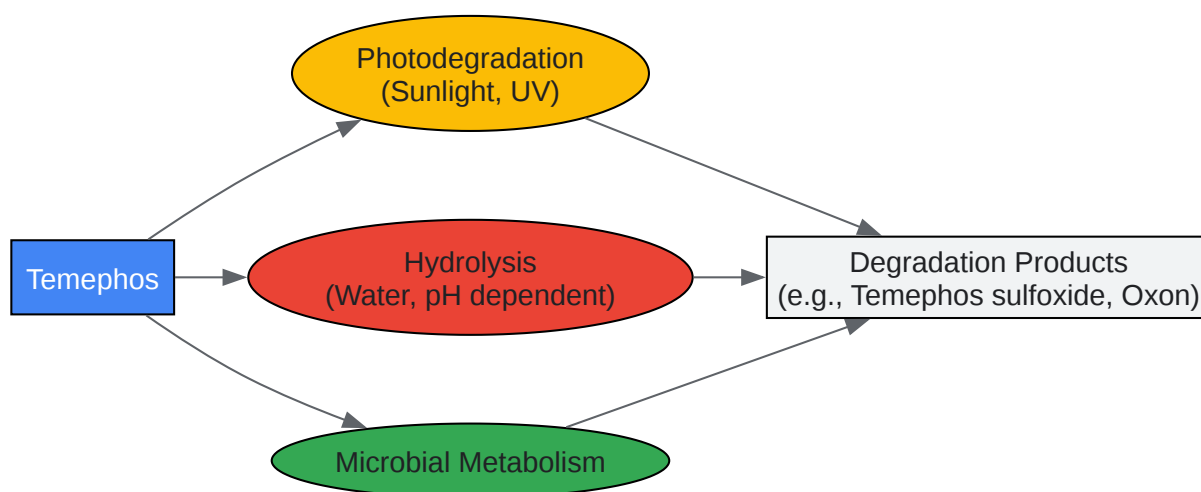 Photodegradation
(Sunlight, UV)
Temephos
Hydrolysis
(Water, pH dependent)
Degradation Products
(e.g., Temephos sulfoxide, Oxon)
Microbial Metabolism